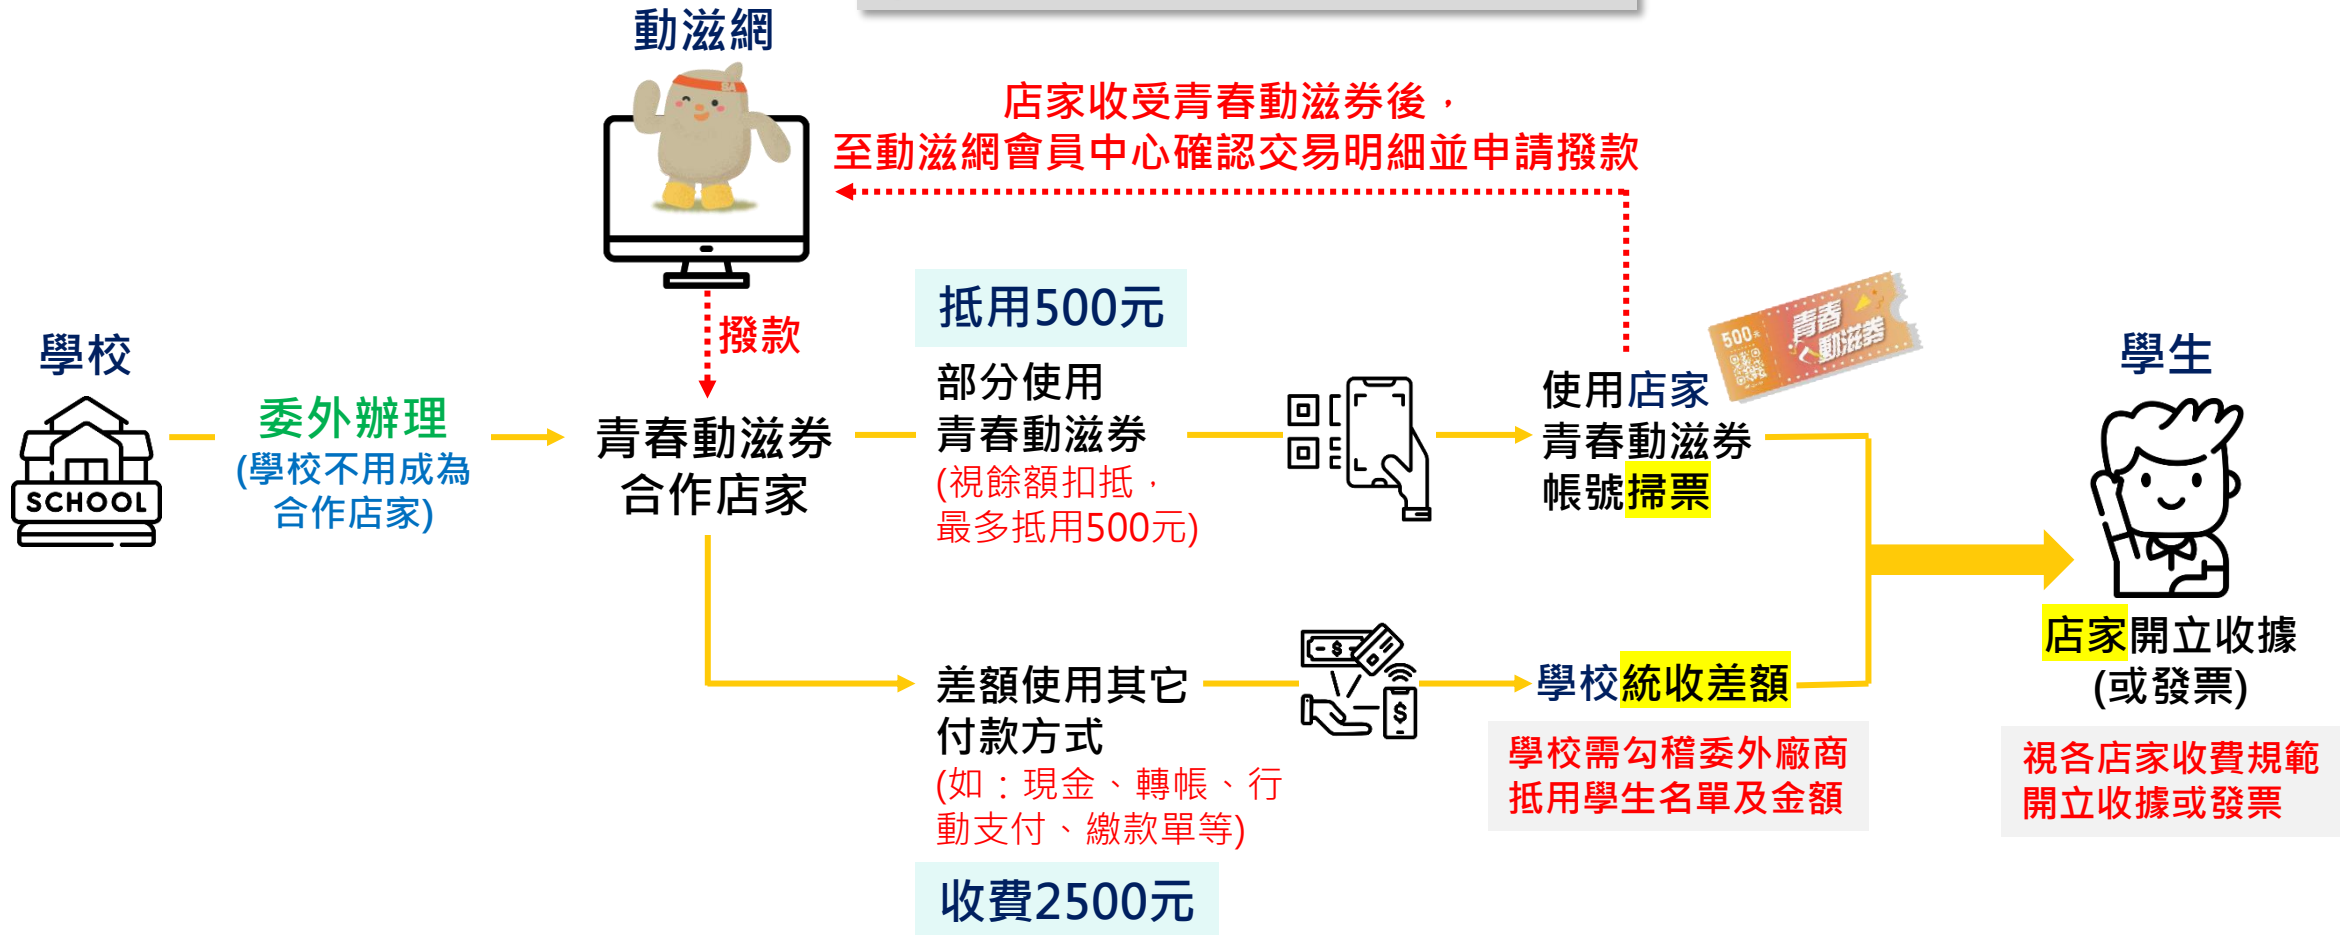 動滋網
店家收受青春動滋券後，
至動滋網會員中心確認交易明細並申請撥款
撥款
抵用500元
學校
SCHOOL
委外辦理
(學校不用成為
合作店家)
青春動滋券
合作店家
部分使用
青春動滋券
(視餘額扣抵，
最多抵用500元)
使用店家
青春動滋券
帳號掃票
500元
青春
動滋券
學生
店家開立收據
(或發票)
視各店家收費規範
開立收據或發票
差額使用其它
付款方式
(如：現金、轉帳、行
動支付、繳款單等)
收費2500元
學校統收差額
學校需勾稽委外廠商
抵用學生名單及金額